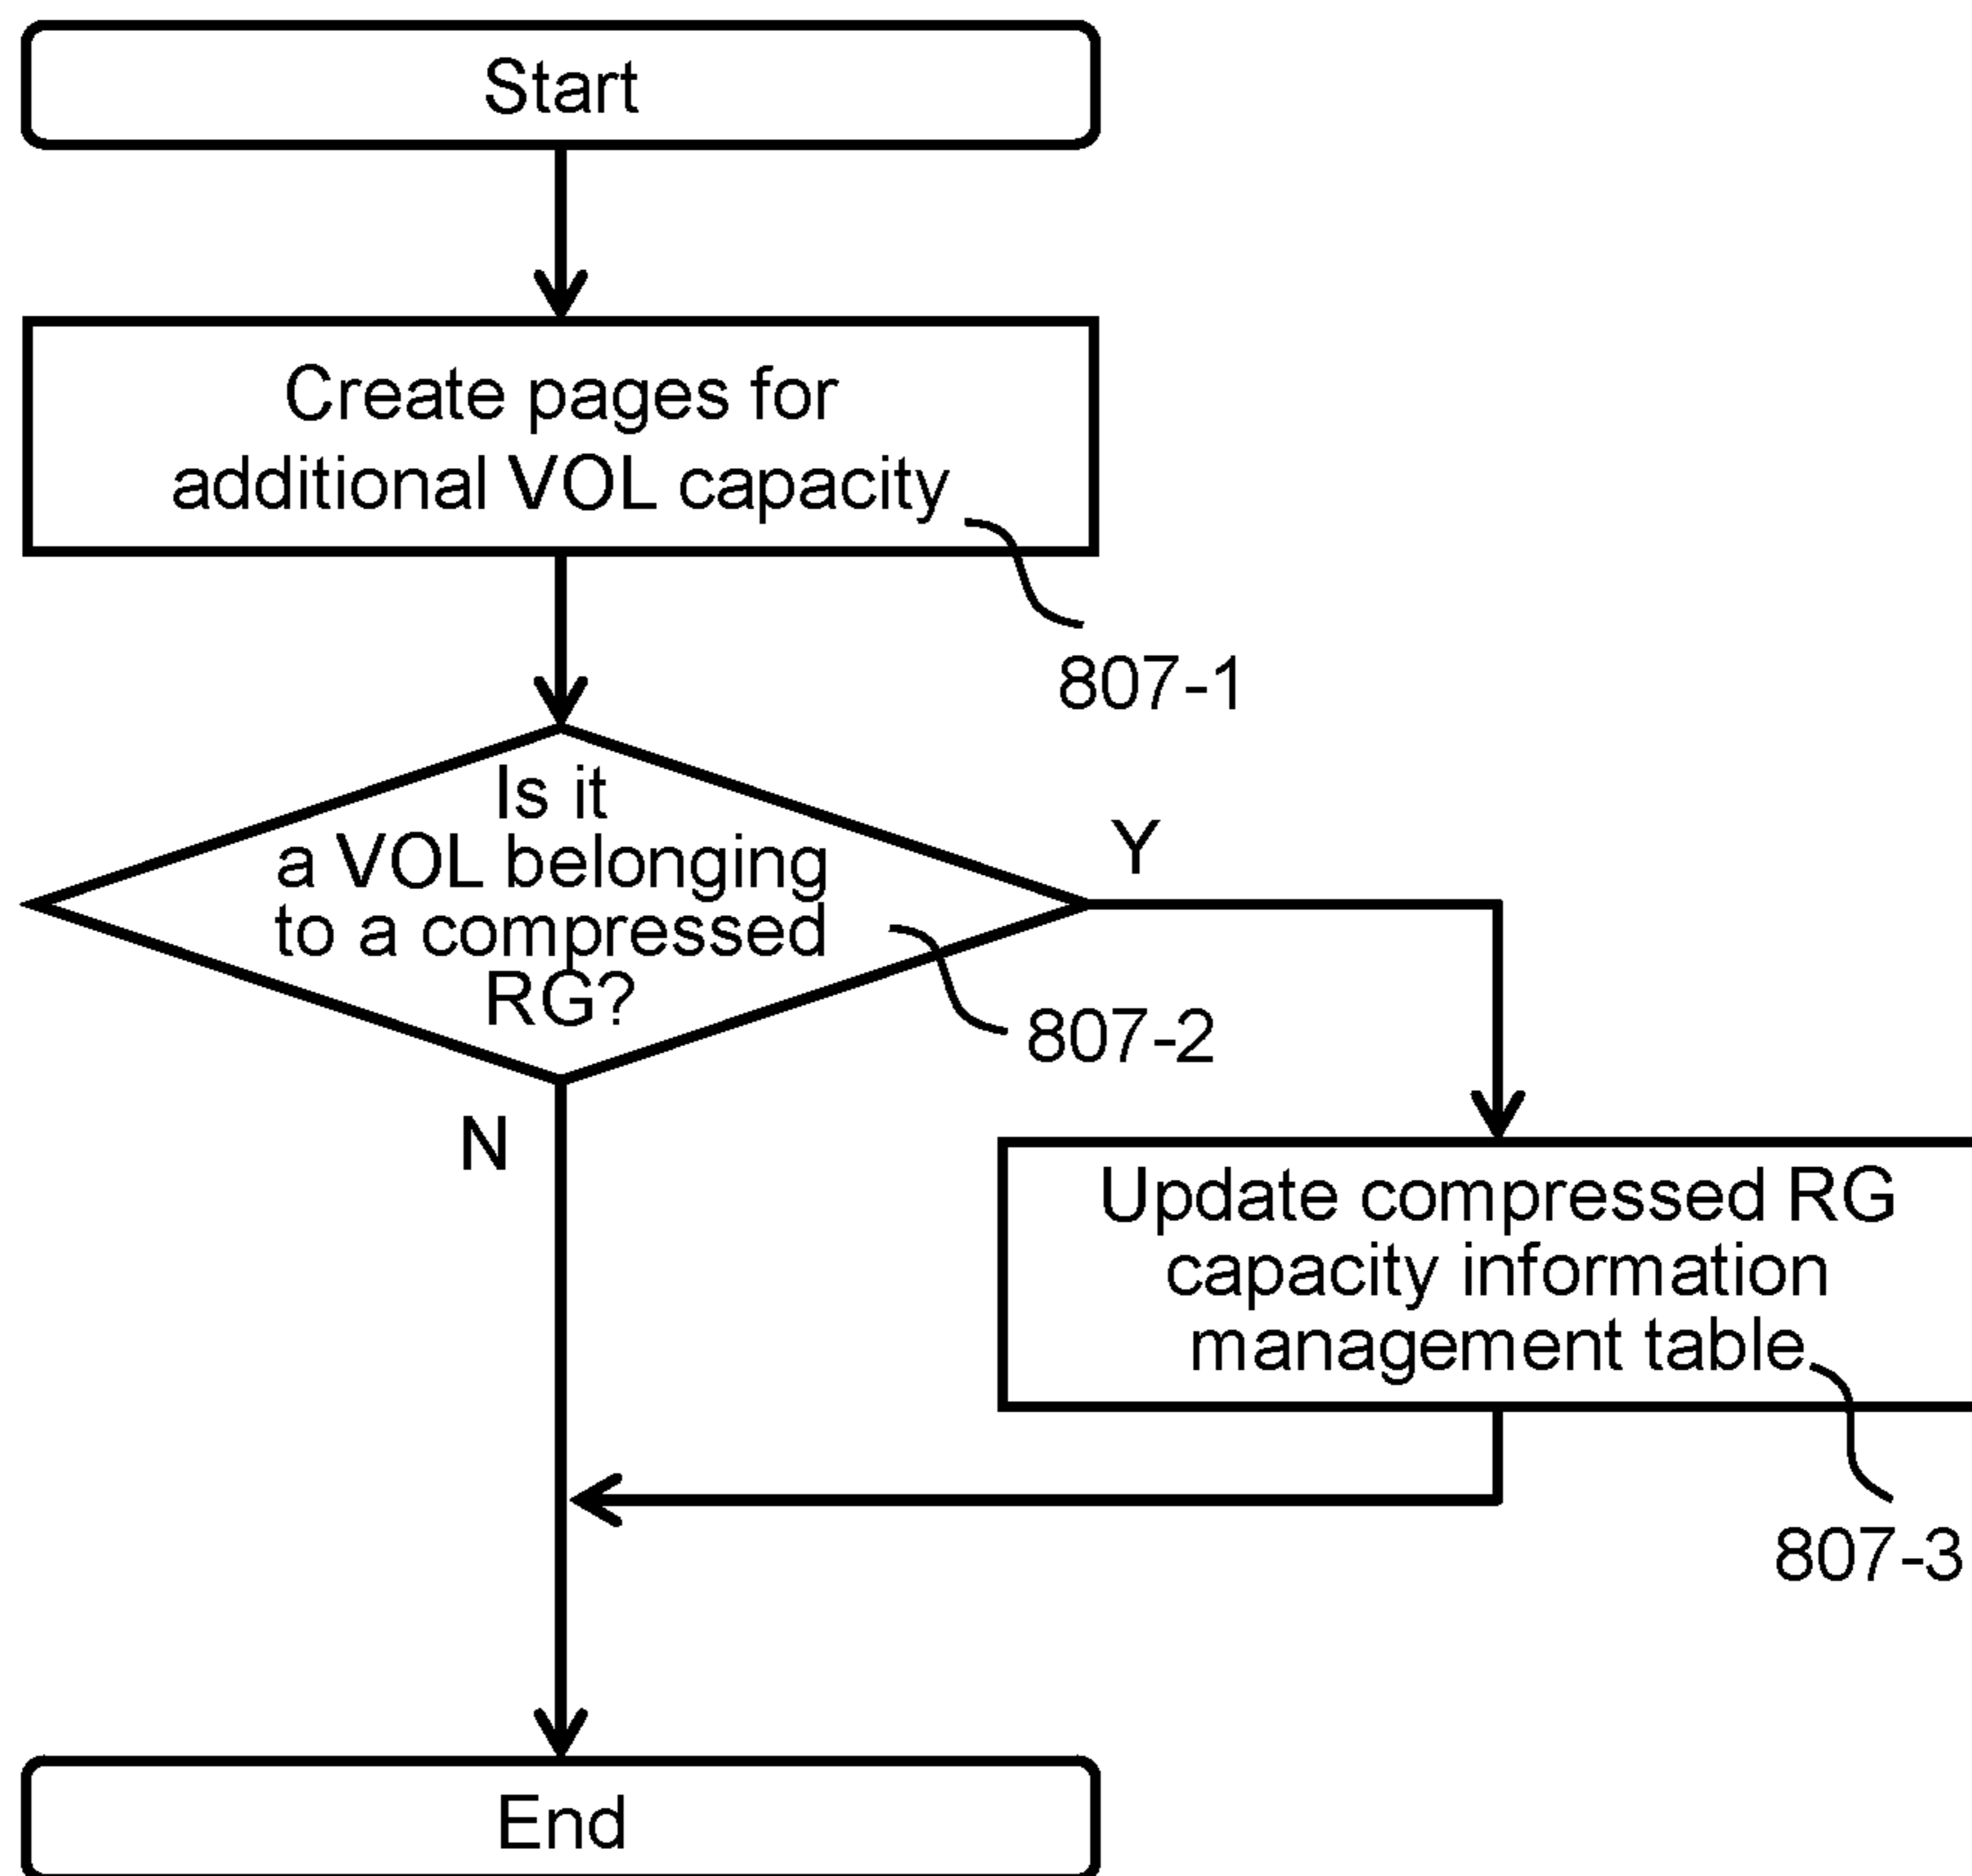 Start
Create pages for
additional VOL capacity
807-1
Is it
a VOL belonging
to a compressed
RG?
Y
807-2
N
Update compressed RG
capacity information
management table
807-3
End